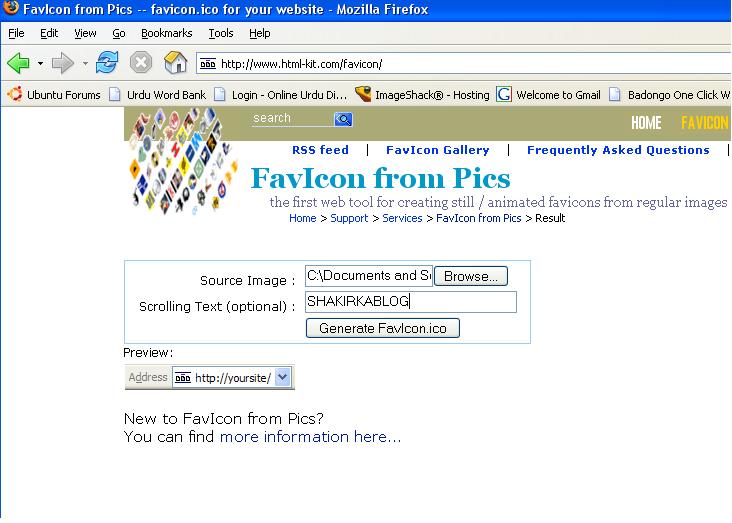 FavIcon from Pics -- favicon.ico for your website - Mozilla Firefox
File Edit View Go Bookmarks Tools Help
http://www.html-kit.com/favicon/
Ubuntu Forums Urdu Word Bank Login - Online Urdu Di... ImageShack® - Hosting Welcome to Gmail Badongo One Click W
search HOME FAVICON
RSS feed | FavIcon Gallery | Frequently Asked Questions |
FavIcon from Pics
the first web tool for creating still / animated favicons from regular images
Home > Support > Services > FavIcon from Pics > Result
Source Image : C:\Documents and Se Browse...
Scrolling Text (optional) : SHAKIRKABLOG
Generate FavIcon.ico
Preview:
Address http://yoursite/
New to FavIcon from Pics?
You can find more information here...